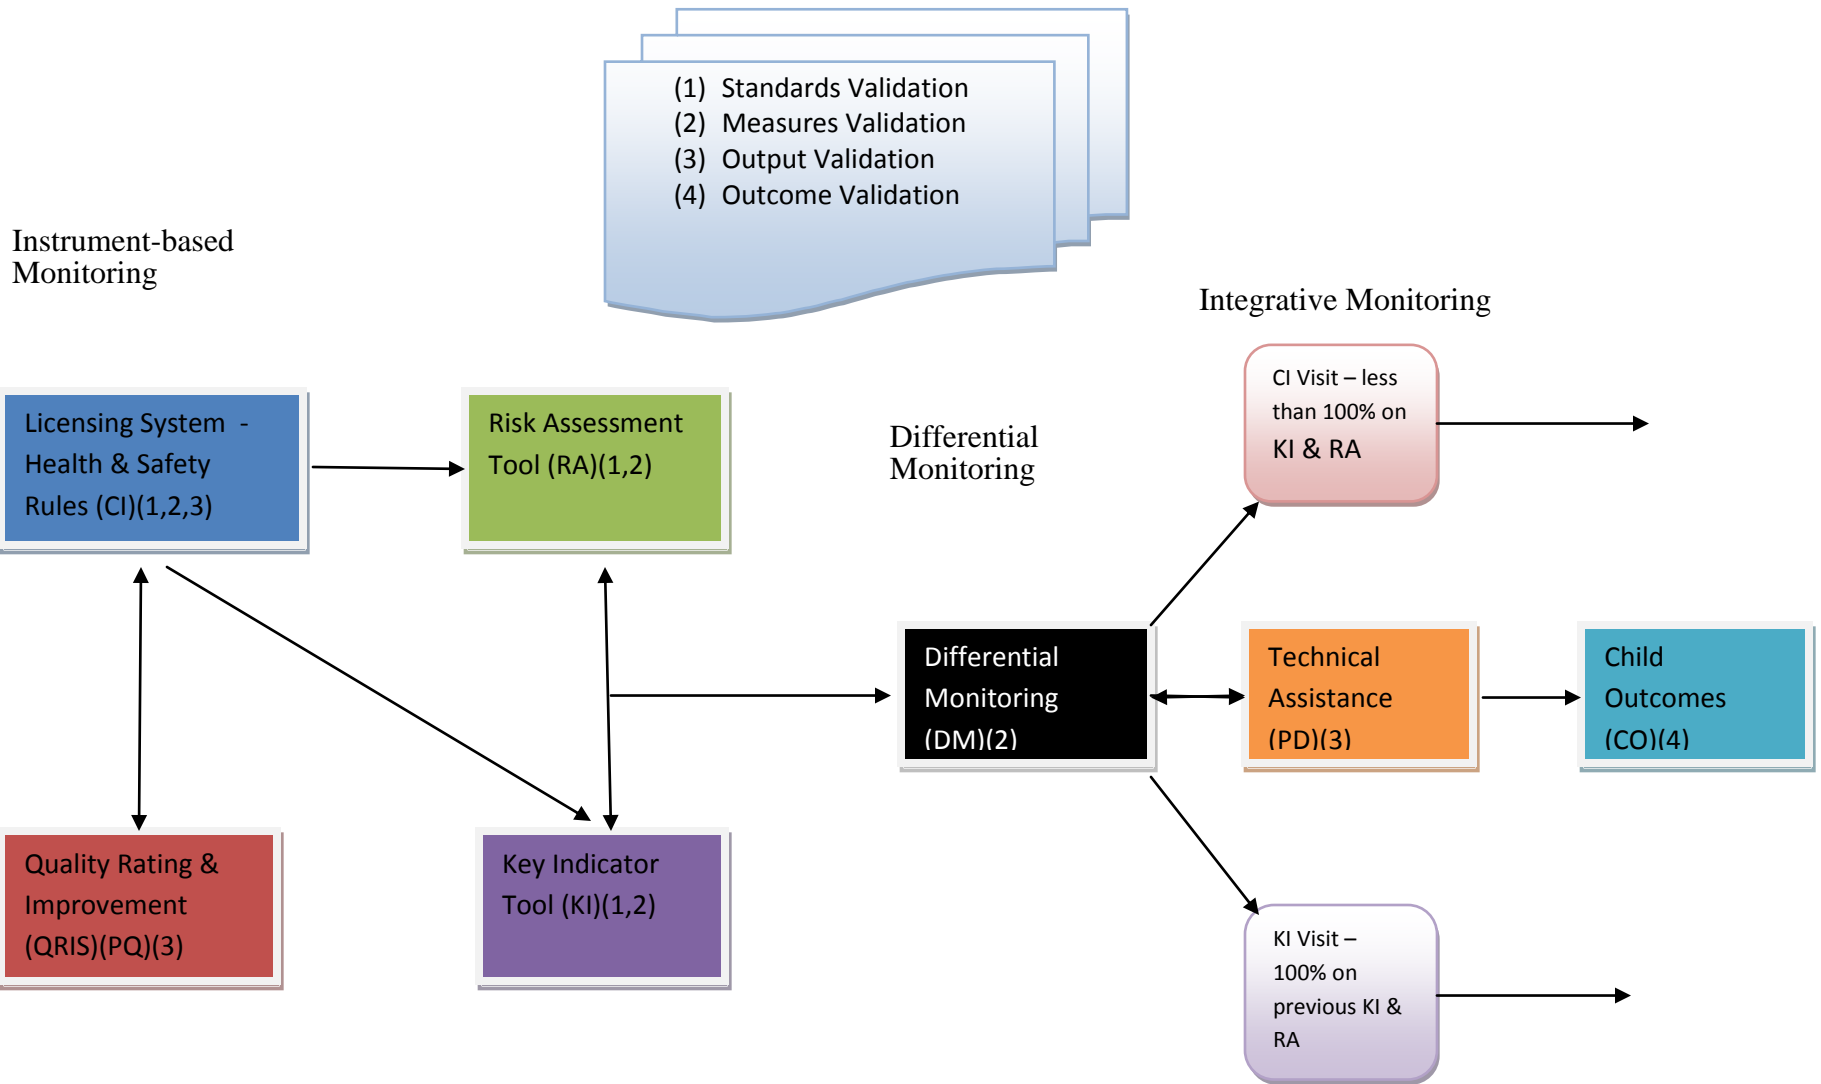 (1) Standards Validation
(2) Measures Validation
(3) Output Validation
(4) Outcome Validation
Instrument-based
Monitoring
Integrative Monitoring
CI Visit – less
than 100% on
KI & RA
Licensing System -
Health & Safety
Rules (CI)(1,2,3)
Risk Assessment
Tool (RA)(1,2)
Differential
Monitoring
Differential
Monitoring
(DM)(2)
Technical
Assistance
(PD)(3)
Child
Outcomes
(CO)(4)
Quality Rating &
Improvement
(QRIS)(PQ)(3)
Key Indicator
Tool (KI)(1,2)
KI Visit –
100% on
previous KI &
RA